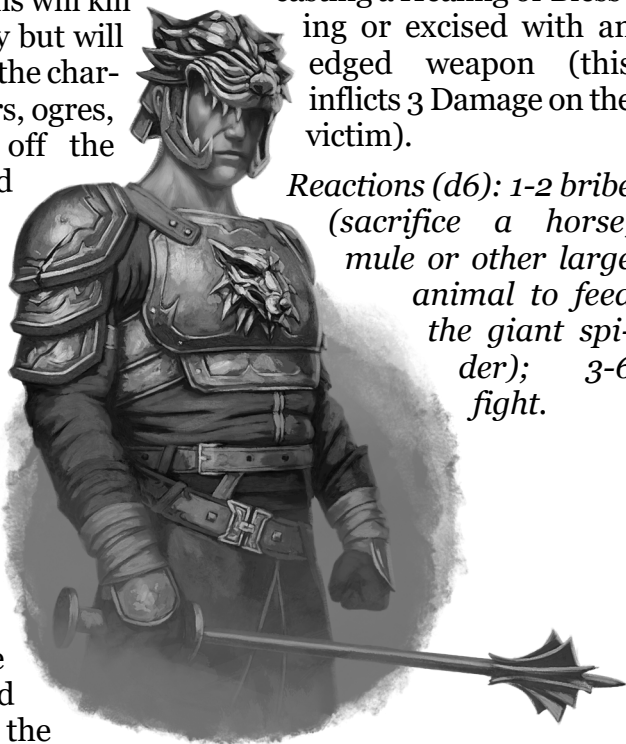 ns will kill
y but will
the char-
rs, ogres,
off the
d
e
d
the
casting a Healing or Bless-
ing or excised with an
edged weapon (this
inflicts 3 Damage on the
victim).
Reactions (d6): 1-2 bribe
(sacrifice a horse,
mule or other large
animal to feed
the giant spi-
der); 3-6
fight.